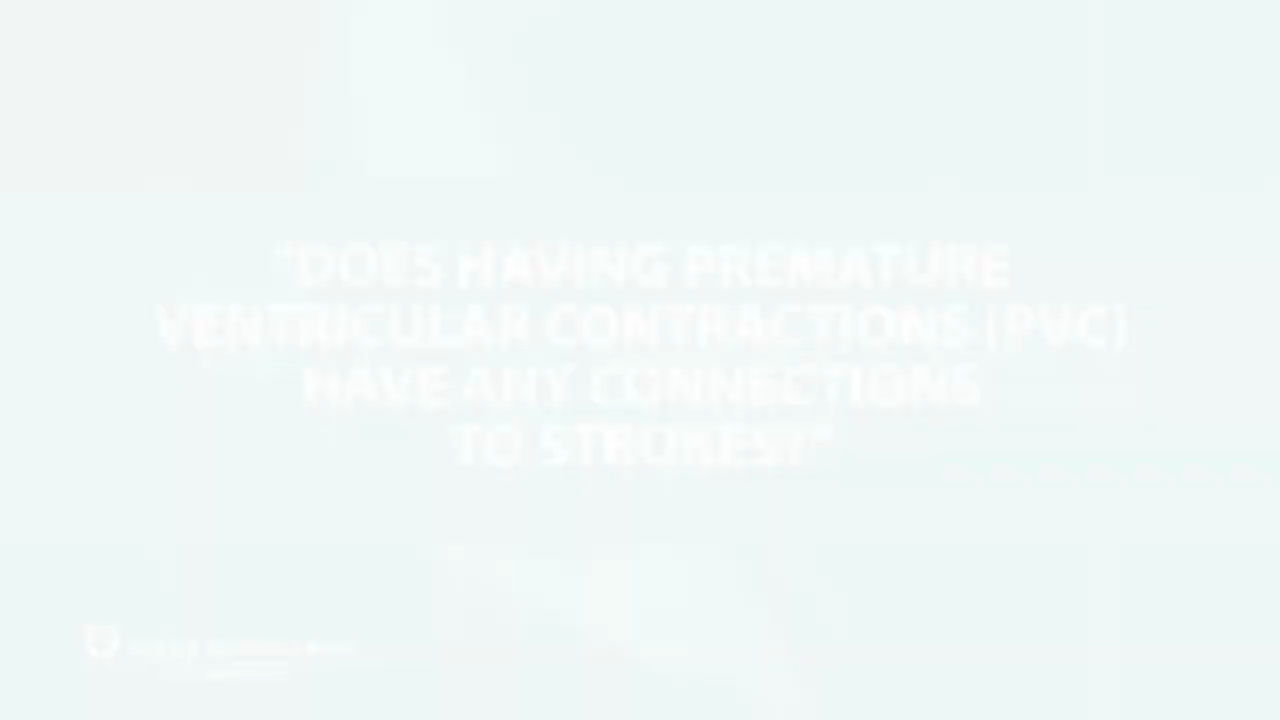 "DOES HAVING PREMATURE
VENTRICULAR CONTRACTIONS (PVC)
HAVE ANY CONNECTIONS
TO STROKES?"